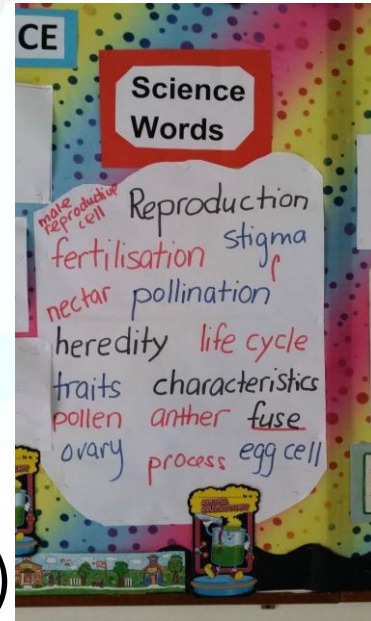 CE
Science
Words
male
reproductive
cell
Reproduction
fertilisation stigma
nectar pollination
heredity life cycle
traits characteristics
pollen anther fuse
ovary process egg cell
)